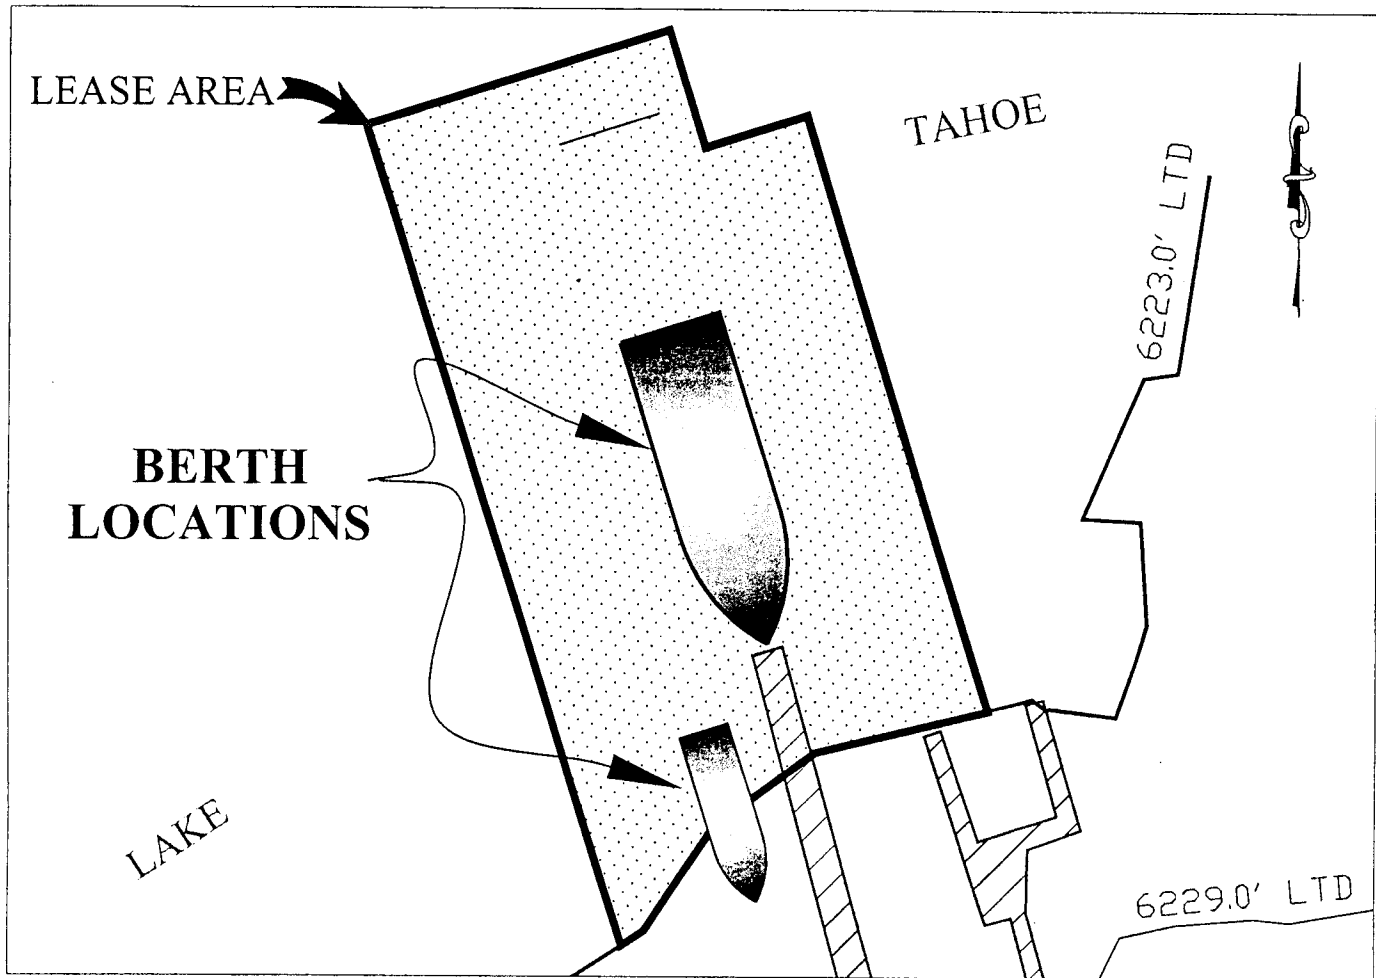 LEASE AREA
TAHOE
6223.0' LTD
BERTH
LOCATIONS
LAKE
6229.0' LTD